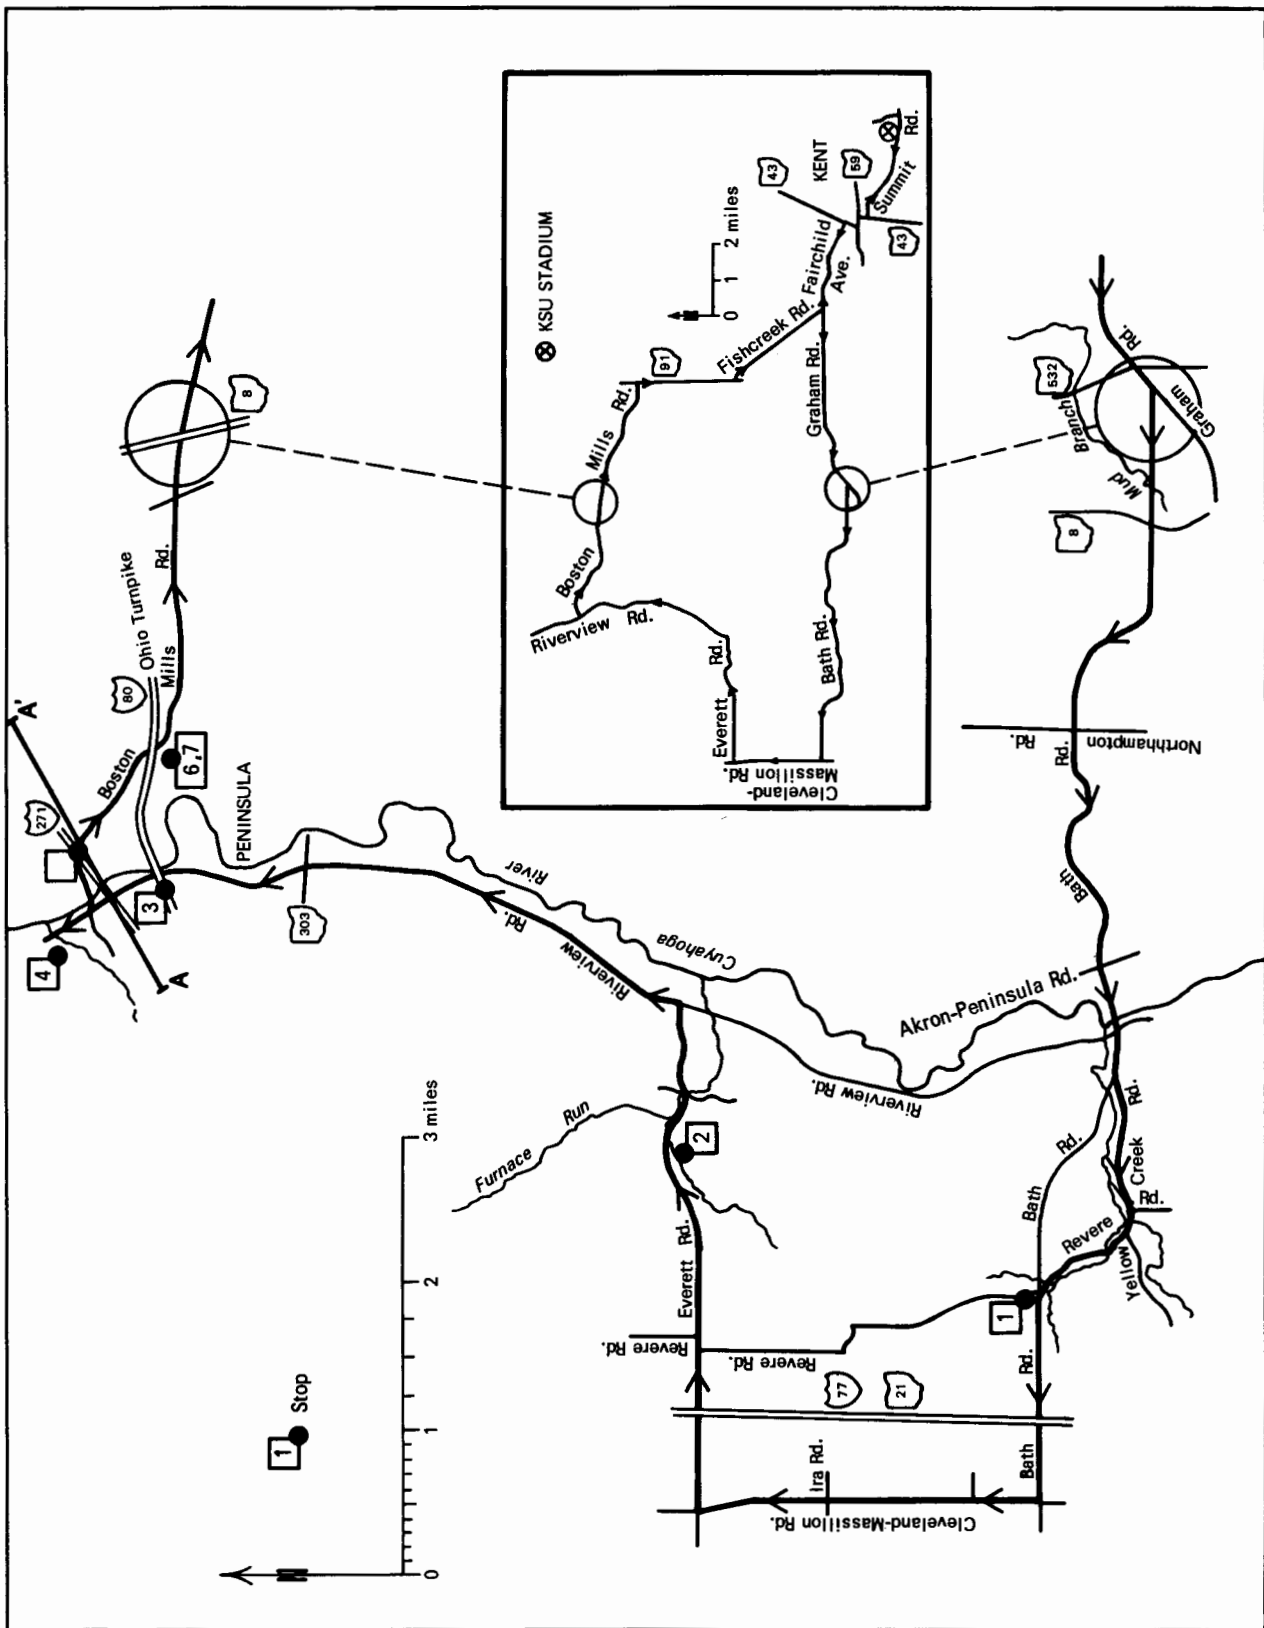 A'
A
271
Boston
80
Ohio Turnpike
Mills
Rd.
8
4
3
6,7
PENINSULA
303
River
Cuyahoga
Riverview
Rd.
Riverview Rd.
Akron-Peninsula Rd.
Furnace
Run
2
Everett
Rd.
Revere Rd.
Revere Rd.
77
21
Ira Rd.
Cleveland-Massillon Rd.
Bath
Rd.
1
Bath
Rd.
Revere
Rd.
Yellow
Creek
Rd.
Bath
Rd.
Northhampton
Rd.
8
Mud
Branch
532
Graham
Rd.
1
Stop
N
0
1
2
3 miles
KSU STADIUM
N
0
1
2 miles
Riverview Rd.
Boston
Mills
Rd.
91
Fishcreek Rd.
Fairchild
Ave.
Graham Rd.
43
KENT
59
Summit
Rd.
43
Everett
Rd.
Bath Rd.
Cleveland-
Massillon Rd.